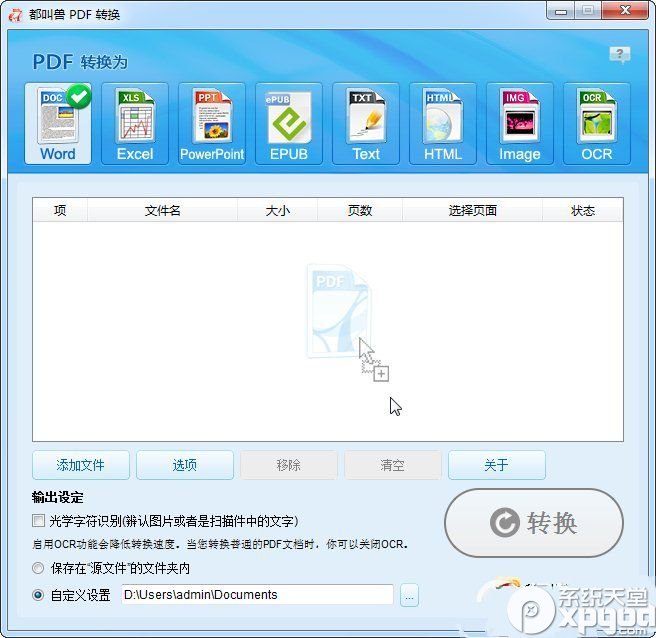 都叫兽 PDF 转换
PDF 转换为
?
DOC XLS PPT ePUB TXT HTML IMG OCR
Word Excel PowerPoint EPUB Text HTML Image OCR
项 文件名 大小 页数 选择页面 状态
PDF
添加文件 选项 移除 清空 关于
输出设定
光学字符识别(辨认图片或者是扫描件中的文字)
启用OCR功能会降低转换速度。当您转换普通的PDF文档时，你可以关闭OCR。
转换
保存在“源文件”的文件夹内
自定义设置 D:\Users\admin\Documents ...
系统天堂